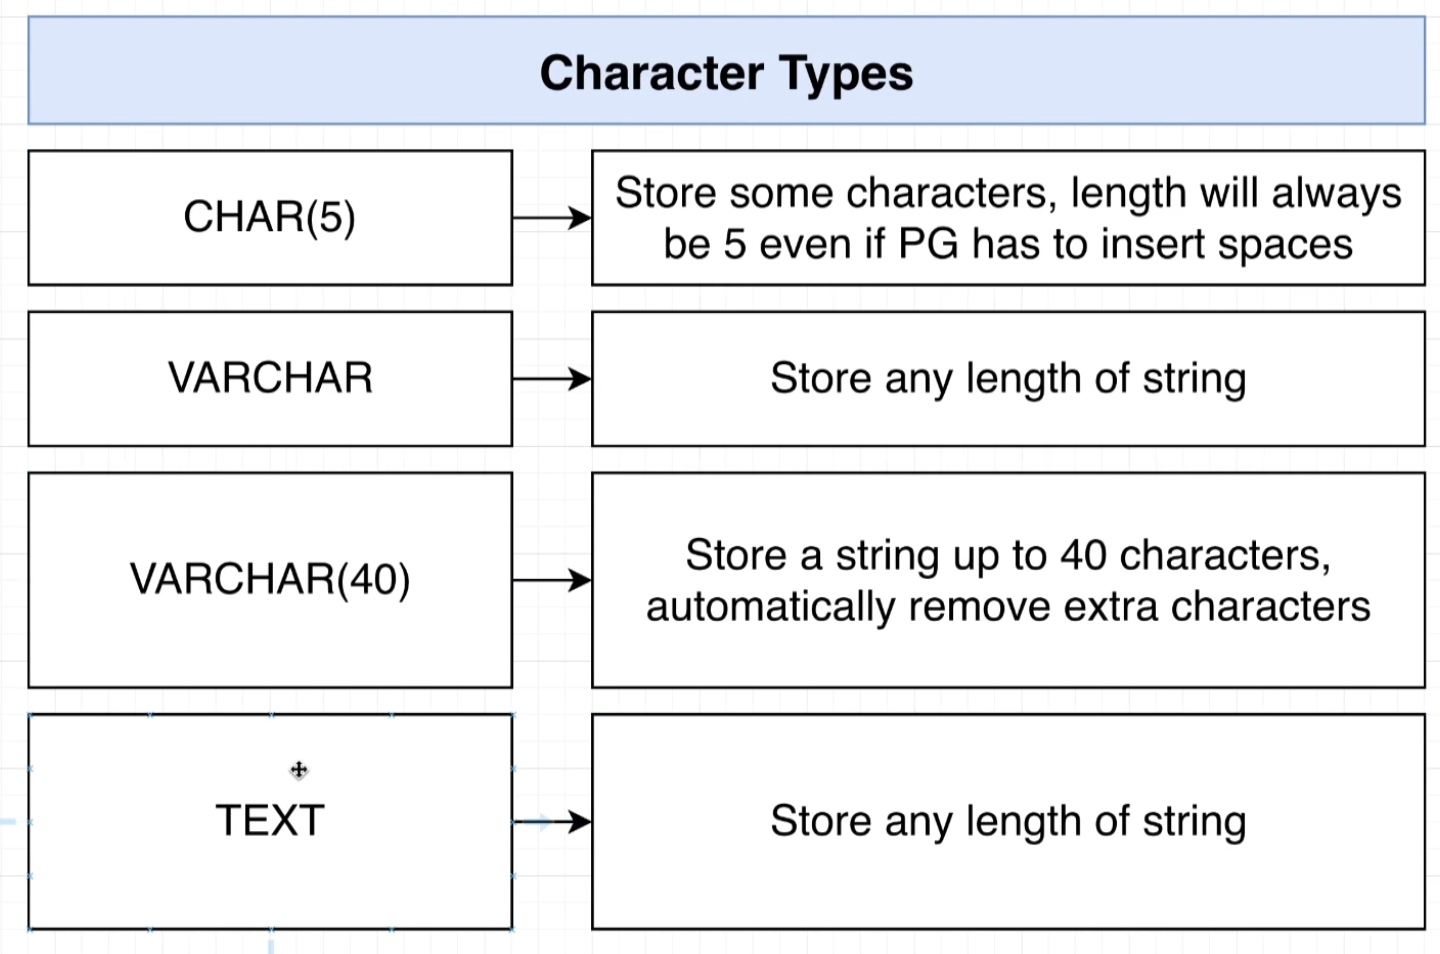 Character Types
CHAR(5)
Store some characters, length will always
be 5 even if PG has to insert spaces
VARCHAR
Store any length of string
VARCHAR(40)
Store a string up to 40 characters,
automatically remove extra characters
TEXT
Store any length of string